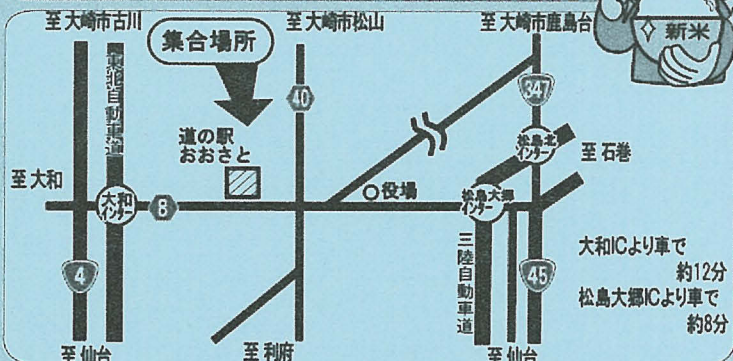 至 大崎市古川
至 大崎市松山
至 大崎市鹿島台
新米
集合場所
東北自動車道
40
347
道の駅
おおさと
松島北
インター
至 石巻
至 大和
大和
インター
8
役場
松島大郷
インター
4
三陸自動車道
45
大和ICより車で
約12分
松島大郷ICより車で
約8分
至 仙台
至 利府
至 仙台